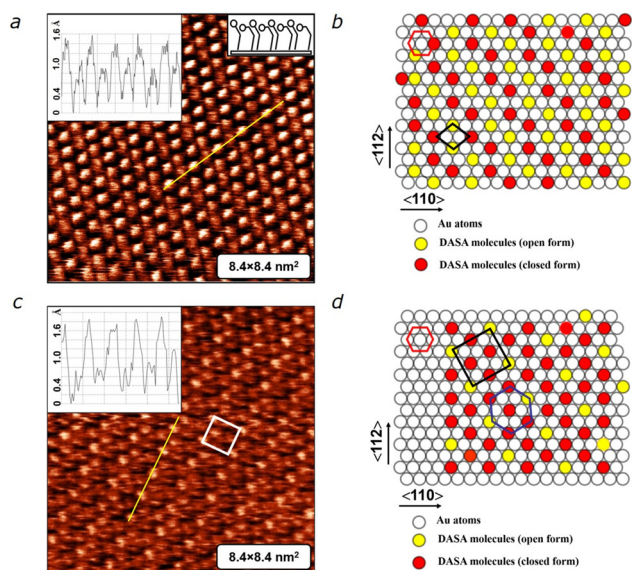 a
1.6 Å
1.2
0.8
0.4
0
8.4×8.4 nm²
b
<112>
<110>
Au atoms
DASA molecules (open form)
DASA molecules (closed form)
c
1.6 Å
1.2
0.8
0.4
0
8.4×8.4 nm²
d
<112>
<110>
Au atoms
DASA molecules (open form)
DASA molecules (closed form)